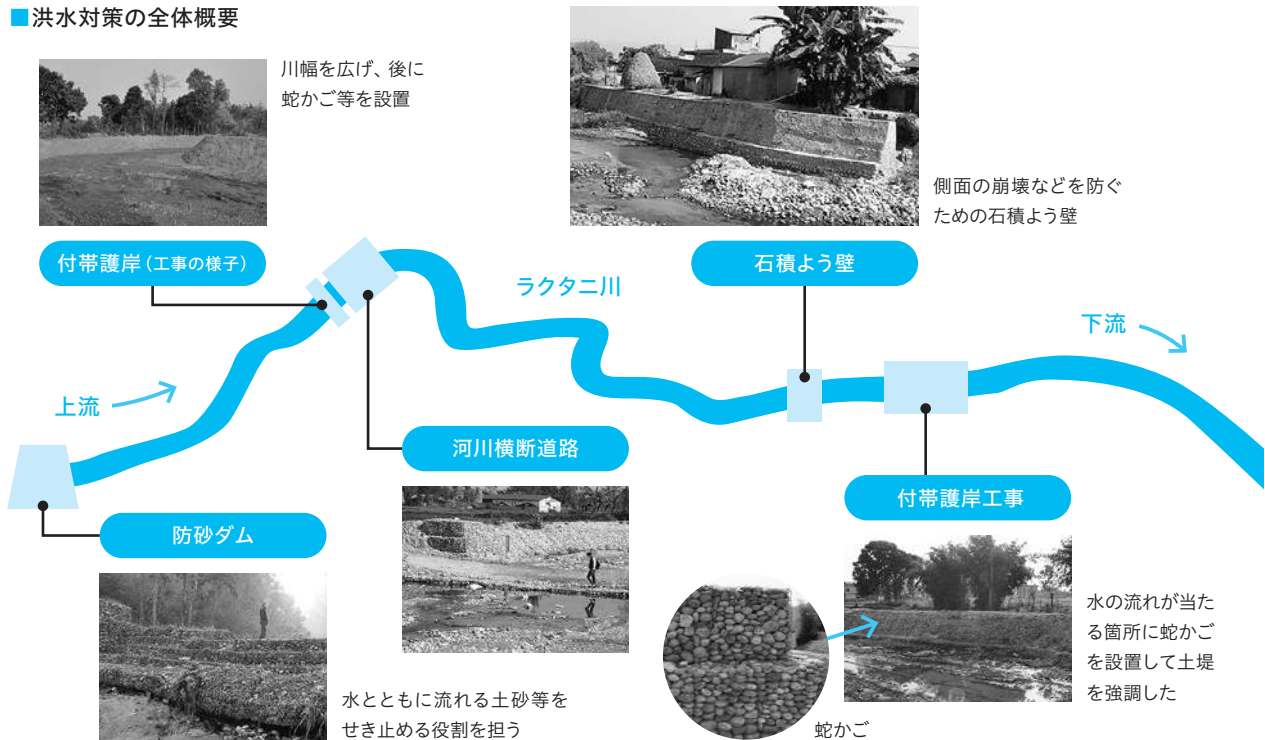 ■洪水対策の全体概要
川幅を広げ、後に
蛇かご等を設置
側面の崩壊などを防ぐ
ための石積よう壁
付帯護岸(工事の様子)
石積よう壁
ラクタニ川
下流
上流
河川横断道路
付帯護岸工事
防砂ダム
水とともに流れる土砂等を
せき止める役割を担う
水の流れが当た
る箇所に蛇かご
を設置して土堤
を強調した
蛇かご